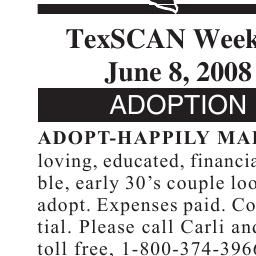 TexSCAN Week
June 8, 2008
ADOPTION
ADOPT-HAPPILY MA
loving, educated, financia
ble, early 30's couple loo
adopt. Expenses paid. Co
tial. Please call Carli an
toll free, 1-800-374-396